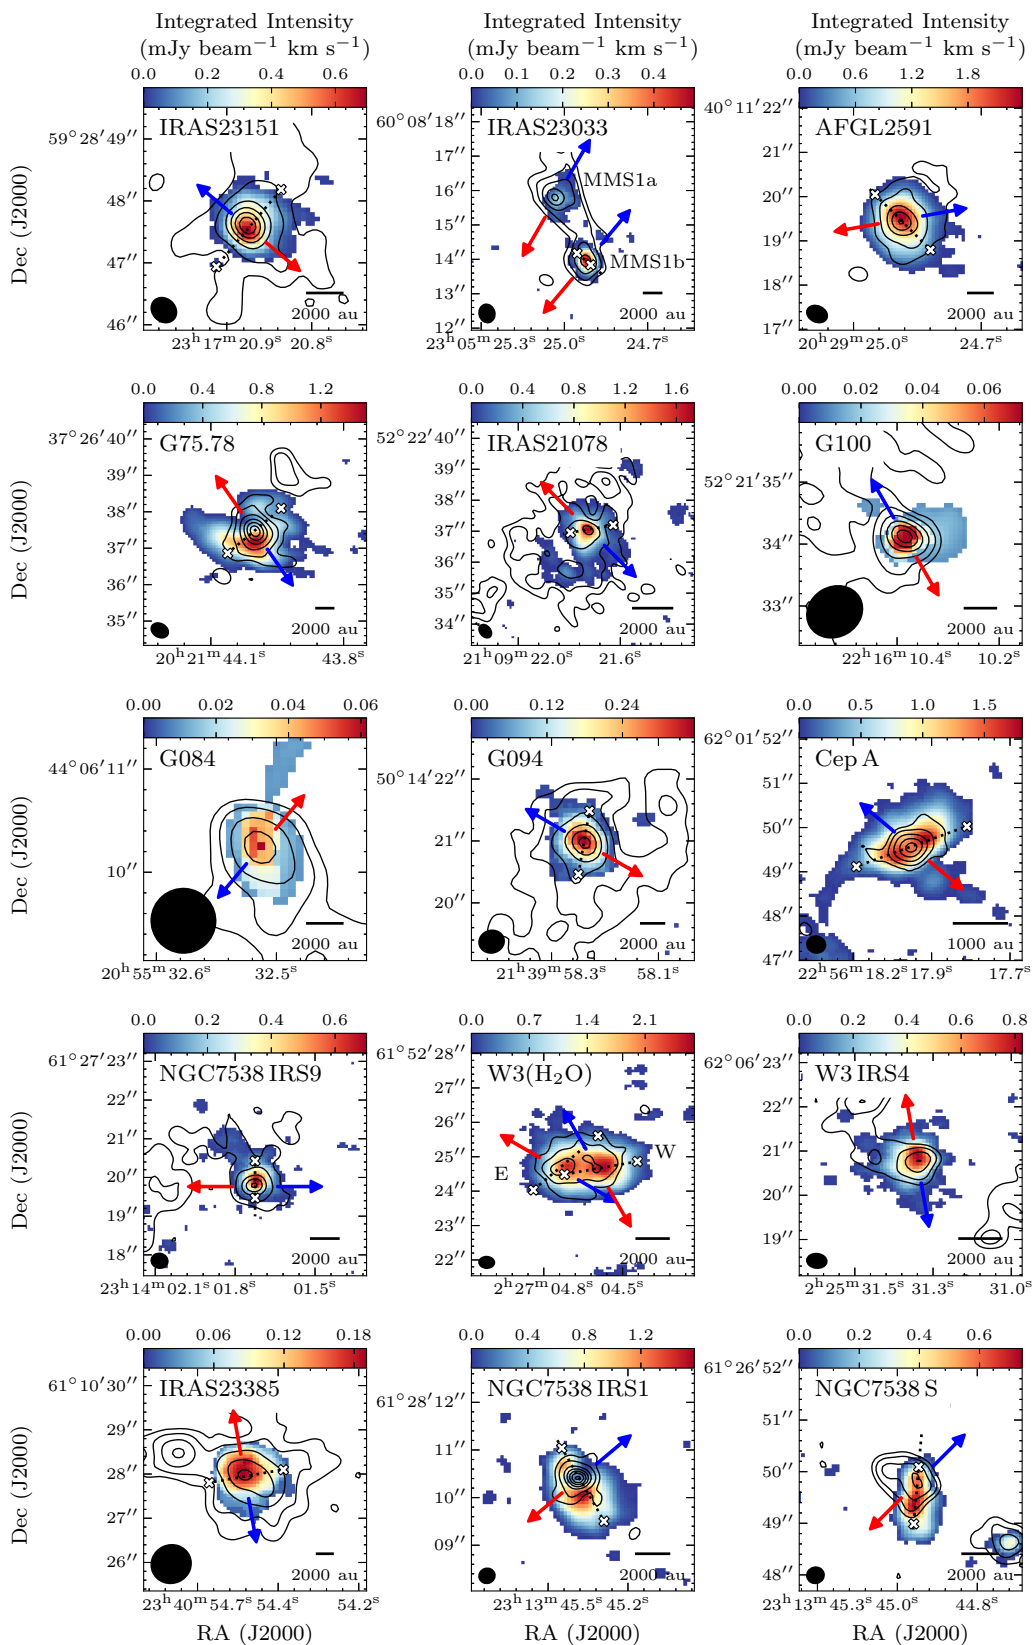 Integrated Intensity Integrated Intensity Integrated Intensity
(mJy beam⁻¹ km s⁻¹) (mJy beam⁻¹ km s⁻¹) (mJy beam⁻¹ km s⁻¹)
0.0 0.2 0.4 0.6 0.0 0.1 0.2 0.3 0.4 0.0 0.6 1.2 1.8
IRAS23151 IRAS23033 AFGL2591
59°28′49″ 48″ 47″ 46″
MMS1a
MMS1b
60°08′18″ 17″ 16″ 15″ 14″ 13″ 12″
40°11′22″ 21″ 20″ 19″ 18″ 17″
Dec (J2000)
2000 au 2000 au 2000 au
23ʰ17ᵐ20.9ˢ 20.8ˢ 23ʰ05ᵐ25.3ˢ 25.0ˢ 24.7ˢ 20ʰ29ᵐ25.0ˢ 24.7ˢ
0.0 0.4 0.8 1.2 0.0 0.4 0.8 1.2 1.6 0.00 0.02 0.04 0.06
G75.78 IRAS21078 G100
37°26′40″ 39″ 38″ 37″ 36″ 35″
52°22′40″ 39″ 38″ 37″ 36″ 35″ 34″
52°21′35″ 34″ 33″
Dec (J2000)
2000 au 2000 au 2000 au
20ʰ21ᵐ44.1ˢ 43.8ˢ 21ʰ09ᵐ22.0ˢ 21.6ˢ 22ʰ16ᵐ10.4ˢ 10.2ˢ
0.00 0.02 0.04 0.06 0.00 0.12 0.24 0.0 0.5 1.0 1.5
G084 G094 Cep A
44°06′11″ 10″
50°14′22″ 21″ 20″
62°01′52″ 51″ 50″ 49″ 48″ 47″
Dec (J2000)
2000 au 2000 au 1000 au
20ʰ55ᵐ32.6ˢ 32.5ˢ 21ʰ39ᵐ58.3ˢ 58.1ˢ 22ʰ56ᵐ18.2ˢ 17.9ˢ 17.7ˢ
0.0 0.2 0.4 0.6 0.0 0.7 1.4 2.1 0.0 0.2 0.4 0.6 0.8
NGC7538 IRS9 W3(H₂O) W3 IRS4
61°27′23″ 22″ 21″ 20″ 19″ 18″
E
W
61°52′28″ 27″ 26″ 25″ 24″ 23″ 22″
62°06′23″ 22″ 21″ 20″ 19″
Dec (J2000)
2000 au 2000 au 2000 au
23ʰ14ᵐ02.1ˢ 01.8ˢ 01.5ˢ 2ʰ27ᵐ04.8ˢ 04.5ˢ 2ʰ25ᵐ31.5ˢ 31.3ˢ 31.0ˢ
0.00 0.06 0.12 0.18 0.0 0.4 0.8 1.2 0.0 0.2 0.4 0.6
IRAS23385 NGC7538 IRS1 NGC7538 S
61°10′30″ 29″ 28″ 27″ 26″
61°28′12″ 11″ 10″ 09″
61°26′52″ 51″ 50″ 49″ 48″
Dec (J2000)
2000 au 2000 au 2000 au
23ʰ40ᵐ54.7ˢ 54.4ˢ 54.2ˢ 23ʰ13ᵐ45.5ˢ 45.2ˢ 23ʰ13ᵐ45.3ˢ 45.0ˢ 44.8ˢ
RA (J2000) RA (J2000) RA (J2000)